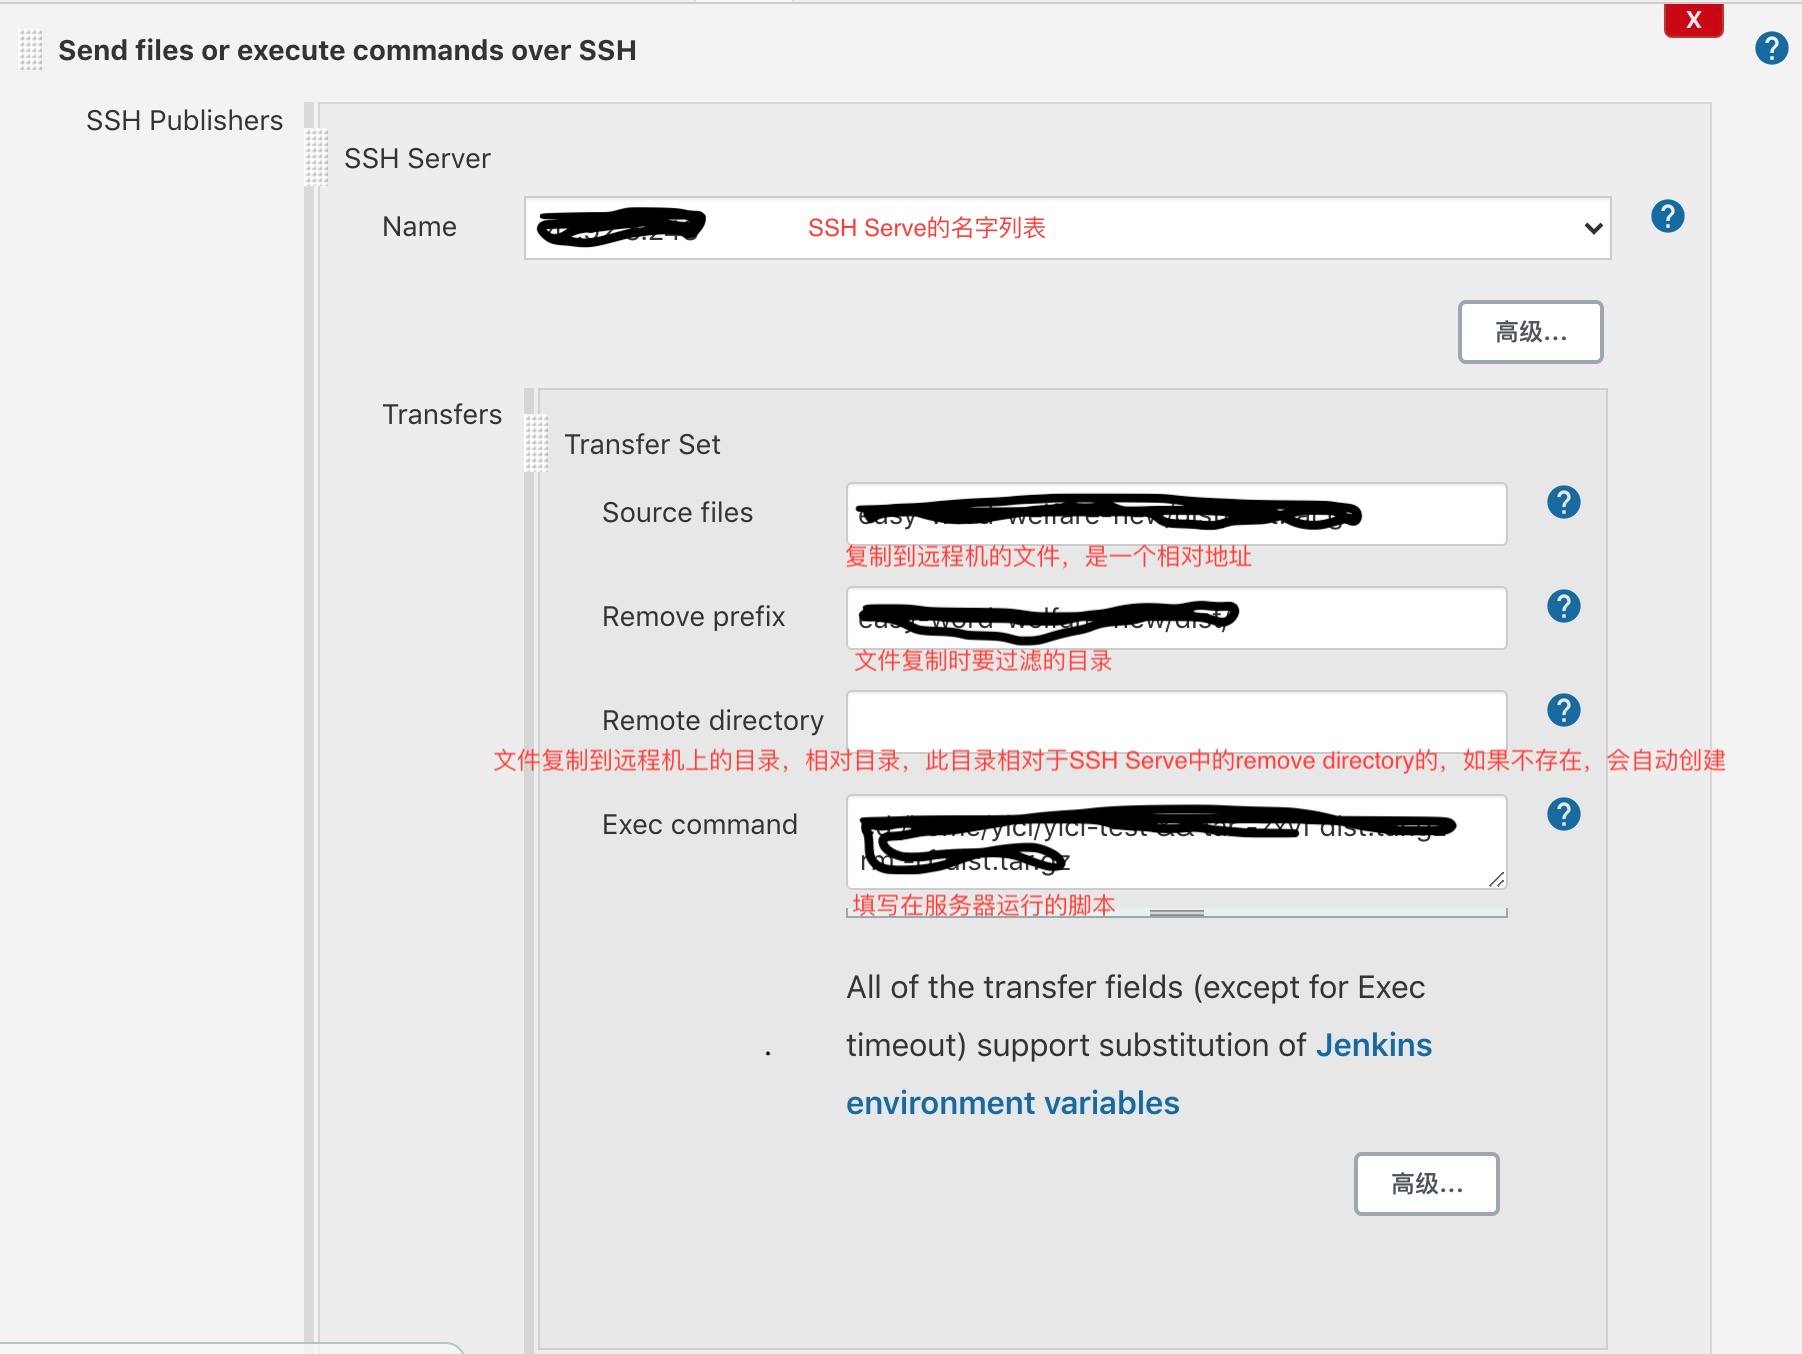 X
Send files or execute commands over SSH
SSH Publishers
SSH Server
Name
SSH Serve的名字列表
高级...
Transfers
Transfer Set
Source files
复制到远程机的文件，是一个相对地址
Remove prefix
文件复制时要过滤的目录
Remote directory
文件复制到远程机上的目录，相对目录，此目录相对于SSH Serve中的remove directory的，如果不存在，会自动创建
Exec command
填写在服务器运行的脚本
All of the transfer fields (except for Exec
timeout) support substitution of Jenkins
environment variables
高级...